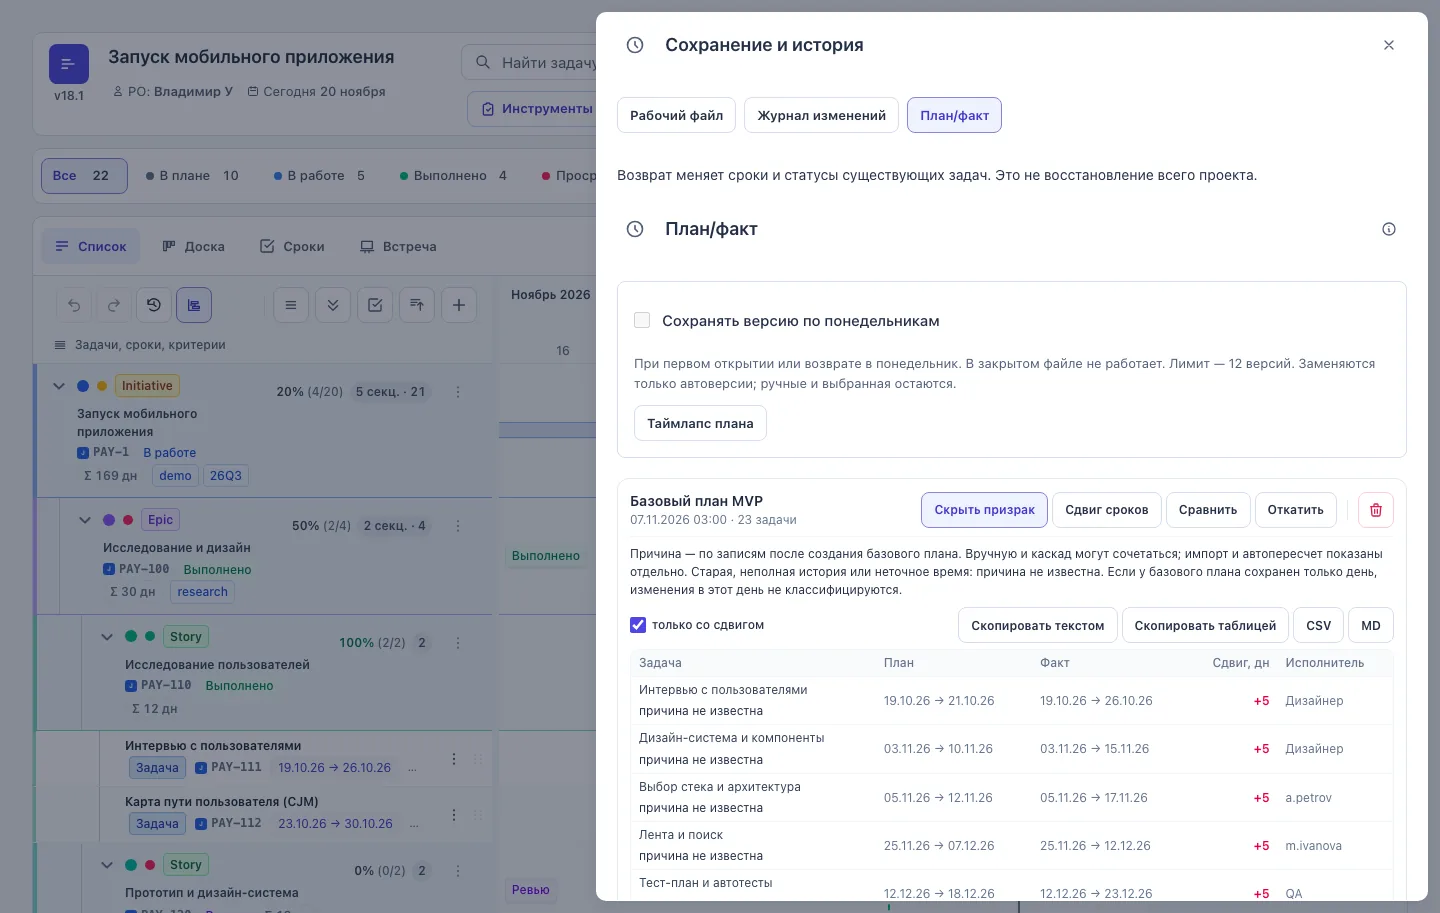 Запуск мобильного приложения
v18.1
РО: Владимир У
Сегодня 20 ноября
Найти задачу
Инструменты
Все 22
В плане 10
В работе 5
Выполнено 4
Список
Доска
Сроки
Встреча
Ноябрь 2026
16
Задачи, сроки, критерии
Initiative
20% (4/20)
5 секц. · 21
Запуск мобильного
приложения
PAY-1 В работе
Σ 169 дн
demo
26Q3
Epic
50% (2/4)
2 секц. · 4
Исследование и дизайн
PAY-100 Выполнено
Σ 30 дн
research
Выполнено
Story
100% (2/2)
2
Исследование пользователей
PAY-110 Выполнено
Σ 12 дн
Интервью с пользователями
Задача PAY-111 19.10.26 → 26.10.26 ...
Карта пути пользователя (CJM)
Задача PAY-112 23.10.26 → 30.10.26 ...
Story
0% (0/2)
2
Прототип и дизайн-система
Ревью
Сохранение и история
Рабочий файл
Журнал изменений
План/факт
Возврат меняет сроки и статусы существующих задач. Это не восстановление всего проекта.
План/факт
Сохранять версию по понедельникам
При первом открытии или возврате в понедельник. В закрытом файле не работает. Лимит — 12 версий. Заменяются
только автоверсии; ручные и выбранная остаются.
Таймлапс плана
Базовый план MVP
07.11.2026 03:00 · 23 задачи
Скрыть призрак
Сдвиг сроков
Сравнить
Откатить
Причина — по записям после создания базового плана. Вручную и каскад могут сочетаться; импорт и автопересчет показаны
отдельно. Старая, неполная история или неточное время: причина не известна. Если у базового плана сохранен только день,
изменения в этот день не классифицируются.
только со сдвигом
Скопировать текстом
Скопировать таблицей
CSV
MD
Задача План Факт Сдвиг, дн Исполнитель
Интервью с пользователями
причина не известна
19.10.26 → 21.10.26 19.10.26 → 26.10.26 +5 Дизайнер
Дизайн-система и компоненты
причина не известна
03.11.26 → 10.11.26 03.11.26 → 15.11.26 +5 Дизайнер
Выбор стека и архитектура
причина не известна
05.11.26 → 12.11.26 05.11.26 → 17.11.26 +5 a.petrov
Лента и поиск
причина не известна
25.11.26 → 07.12.26 25.11.26 → 12.12.26 +5 m.ivanova
Тест-план и автотесты
12.12.26 → 18.12.26 12.12.26 → 23.12.26 +5 QA